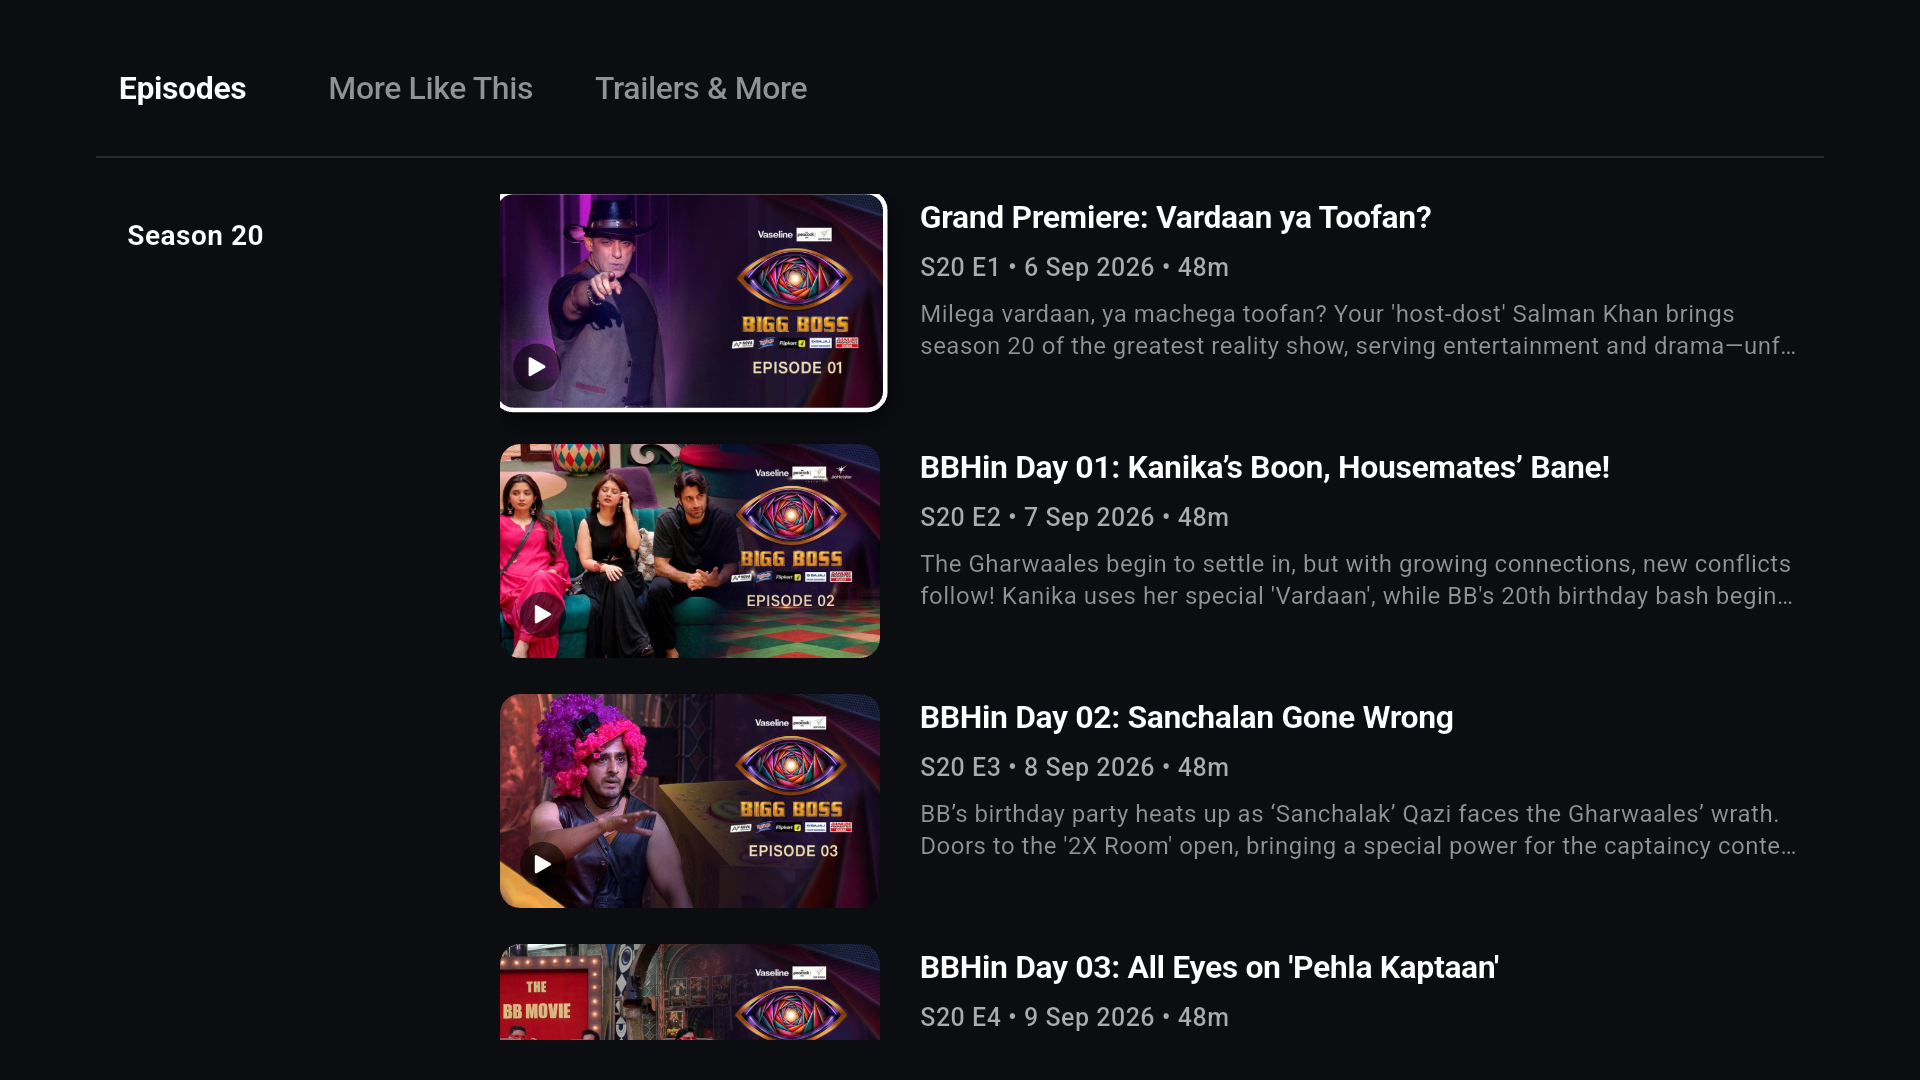 Episodes
More Like This
Trailers & More
Season 20
Vaseline
BIGG BOSS
Flipkart
EPISODE 01
Grand Premiere: Vardaan ya Toofan?
S20 E1 • 6 Sep 2026 • 48m
Milega vardaan, ya machega toofan? Your 'host-dost' Salman Khan brings
season 20 of the greatest reality show, serving entertainment and drama—unf...
Vaseline
BIGG BOSS
Flipkart
EPISODE 02
BBHin Day 01: Kanika’s Boon, Housemates’ Bane!
S20 E2 • 7 Sep 2026 • 48m
The Gharwaales begin to settle in, but with growing connections, new conflicts
follow! Kanika uses her special 'Vardaan', while BB's 20th birthday bash begin...
Vaseline
BIGG BOSS
Flipkart
EPISODE 03
BBHin Day 02: Sanchalan Gone Wrong
S20 E3 • 8 Sep 2026 • 48m
BB’s birthday party heats up as ‘Sanchalak’ Qazi faces the Gharwaales’ wrath.
Doors to the '2X Room' open, bringing a special power for the captaincy conte...
THE
BB MOVIE
Vaseline
BBHin Day 03: All Eyes on 'Pehla Kaptaan'
S20 E4 • 9 Sep 2026 • 48m